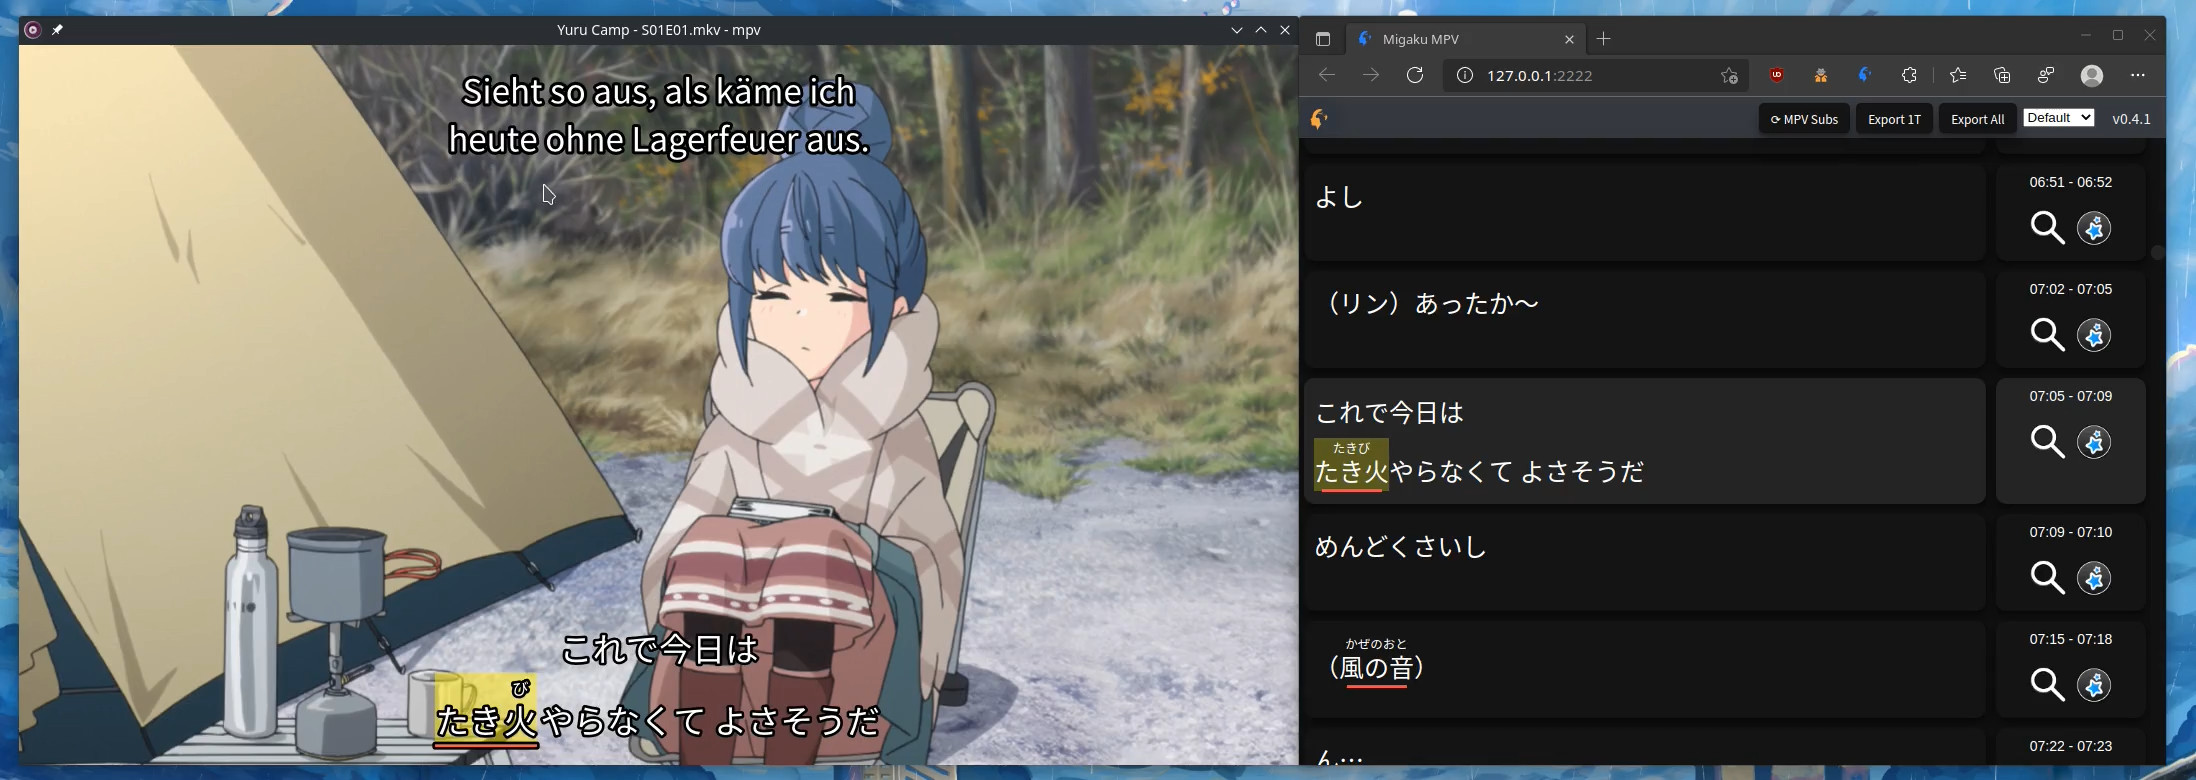 Yuru Camp - S01E01.mkv - mpv
Sieht so aus, als käme ich
heute ohne Lagerfeuer aus.
これで今日は
び
たき火やらなくて よさそうだ
Migaku MPV
127.0.0.1:2222
⟳ MPV Subs
Export 1T
Export All
Default
v0.4.1
よし
06:51 - 06:52
（リン）あったか～
07:02 - 07:05
これで今日は
たきび
たき火やらなくて よさそうだ
07:05 - 07:09
めんどくさいし
07:09 - 07:10
かぜのおと
（風の音）
07:15 - 07:18
ん…
07:22 - 07:23